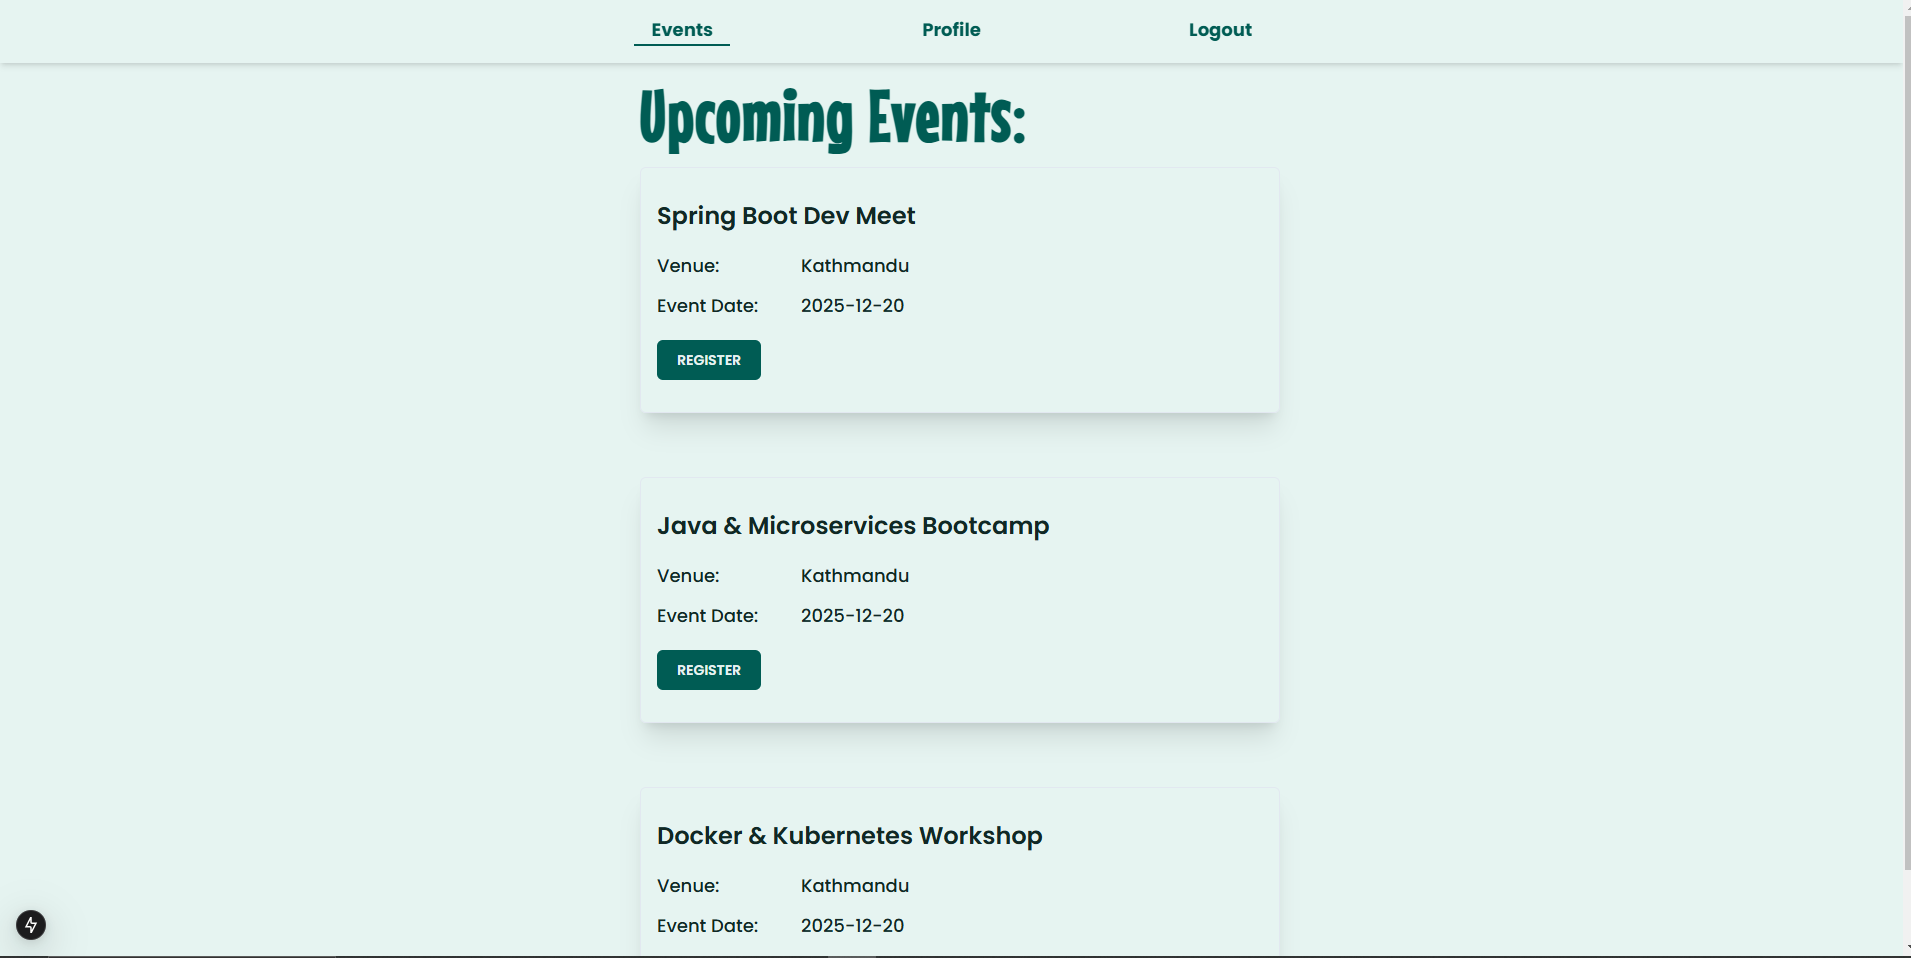 Events Profile Logout
Upcoming Events:
Spring Boot Dev Meet
Venue: Kathmandu
Event Date: 2025-12-20
REGISTER
Java & Microservices Bootcamp
Venue: Kathmandu
Event Date: 2025-12-20
REGISTER
Docker & Kubernetes Workshop
Venue: Kathmandu
Event Date: 2025-12-20